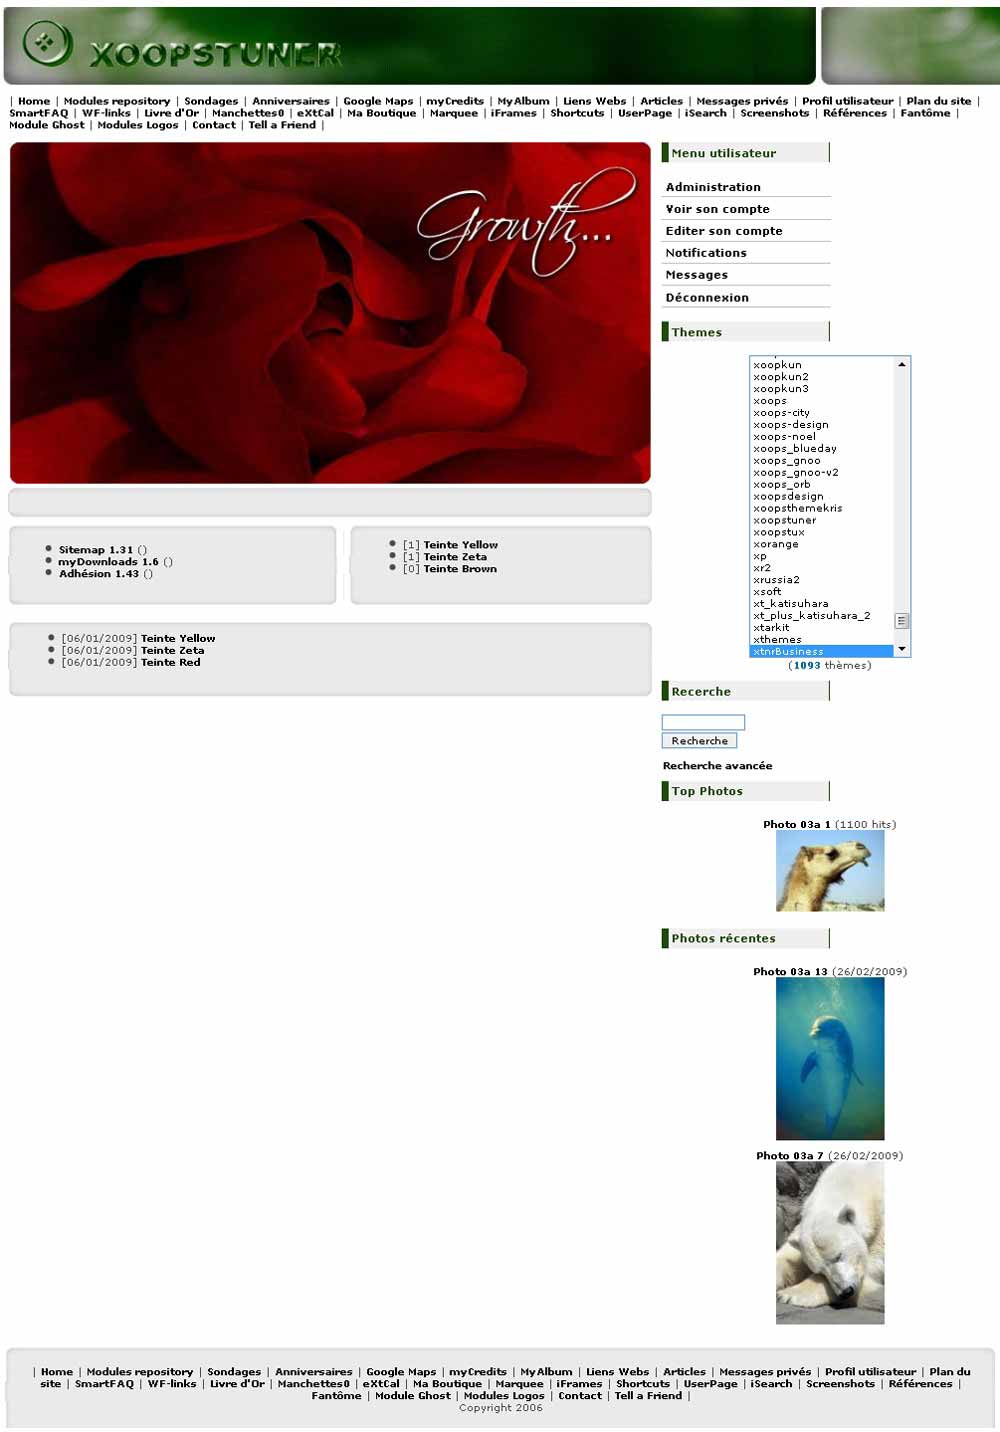 XOOPSTUNER
| Home | Modules repository | Sondages | Anniversaires | Google Maps | myCredits | MyAlbum | Liens Webs | Articles | Messages privés | Profil utilisateur | Plan du site |
SmartFAQ | WF-links | Livre d'Or | Manchettes0 | eXtCal | Ma Boutique | Marquee | iFrames | Shortcuts | UserPage | iSearch | Screenshots | Références | Fantôme |
Module Ghost | Modules Logos | Contact | Tell a Friend |
Growth...
Sitemap 1.31 ()
myDownloads 1.6 ()
Adhésion 1.43 ()
[1] Teinte Yellow
[1] Teinte Zeta
[0] Teinte Brown
[06/01/2009] Teinte Yellow
[06/01/2009] Teinte Zeta
[06/01/2009] Teinte Red
Menu utilisateur
Administration
Voir son compte
Editer son compte
Notifications
Messages
Déconnexion
Themes
xoopkun
xoopkun2
xoopkun3
xoops
xoops-city
xoops-design
xoops-noel
xoops_blueday
xoops_gnoo
xoops_gnoo-v2
xoops_orb
xoopsdesign
xoopsthemekris
xoopstuner
xoopstux
xorange
xp
xr2
xrussia2
xsoft
xt_katisuhara
xt_plus_katisuhara_2
xtarkit
xthemes
xtnrBusiness
(1093 thèmes)
Recerche
Recherche
Recherche avancée
Top Photos
Photo 03a 1 (1100 hits)
Photos récentes
Photo 03a 13 (26/02/2009)
Photo 03a 7 (26/02/2009)
| Home | Modules repository | Sondages | Anniversaires | Google Maps | myCredits | MyAlbum | Liens Webs | Articles | Messages privés | Profil utilisateur | Plan du
site | SmartFAQ | WF-links | Livre d'Or | Manchettes0 | eXtCal | Ma Boutique | Marquee | iFrames | Shortcuts | UserPage | iSearch | Screenshots | Références |
Fantôme | Module Ghost | Modules Logos | Contact | Tell a Friend |
Copyright 2006